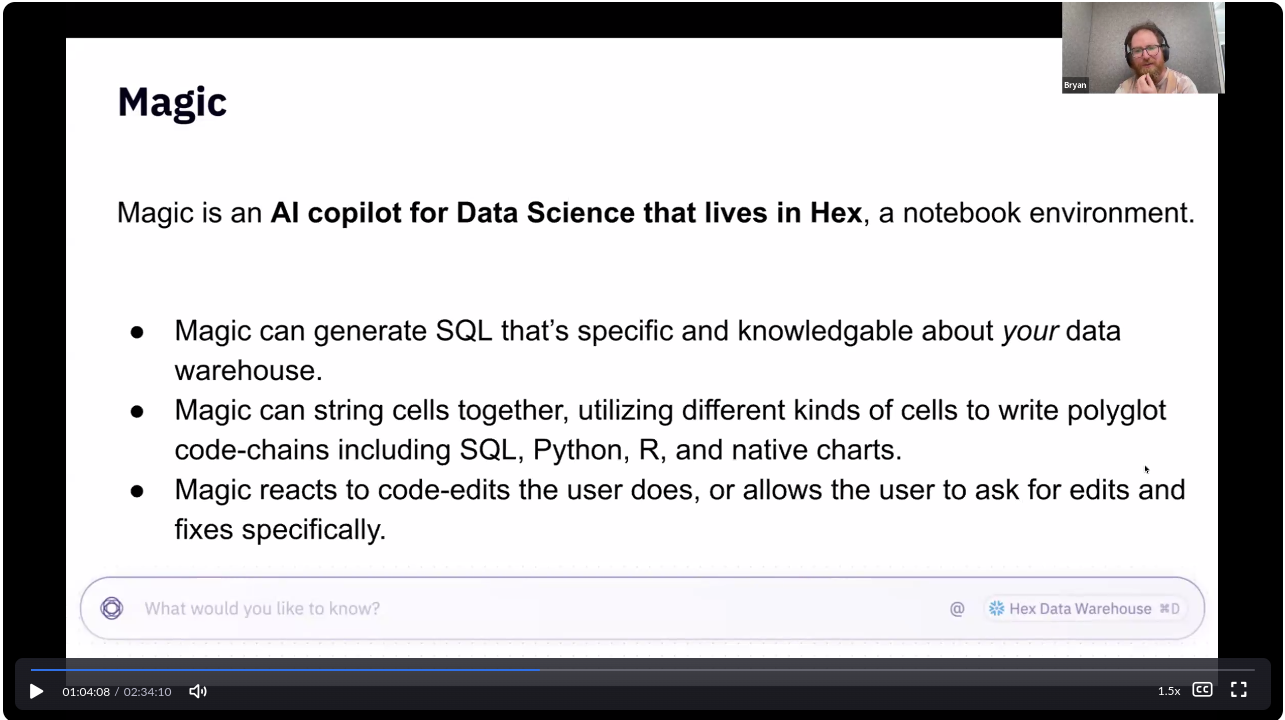 Magic
Bryan
Magic is an AI copilot for Data Science that lives in Hex, a notebook environment.
● Magic can generate SQL that’s specific and knowledgable about your data
warehouse.
● Magic can string cells together, utilizing different kinds of cells to write polyglot
code-chains including SQL, Python, R, and native charts.
● Magic reacts to code-edits the user does, or allows the user to ask for edits and
fixes specifically.
What would you like to know? @ Hex Data Warehouse ⌘D
01:04:08 / 02:34:10 1.5x CC